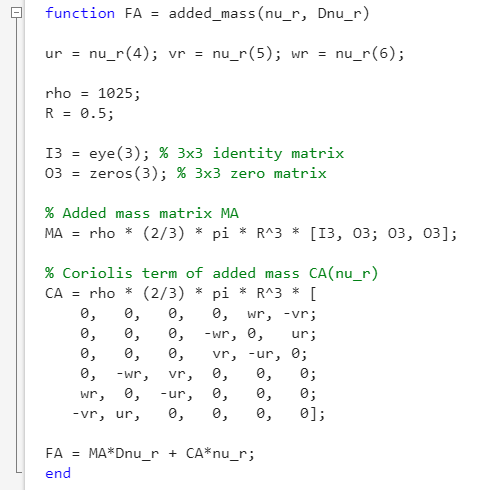 function FA = added_mass(nu_r, Dnu_r)
ur = nu_r(4); vr = nu_r(5); wr = nu_r(6);
rho = 1025;
R = 0.5;
I3 = eye(3); % 3x3 identity matrix
O3 = zeros(3); % 3x3 zero matrix
% Added mass matrix MA
MA = rho * (2/3) * pi * R^3 * [I3, O3; O3, O3];
% Coriolis term of added mass CA(nu_r)
CA = rho * (2/3) * pi * R^3 * [
0, 0, 0, 0, wr, -vr;
0, 0, 0, -wr, 0, ur;
0, 0, 0, vr, -ur, 0;
0, -wr, vr, 0, 0, 0;
wr, 0, -ur, 0, 0, 0;
-vr, ur, 0, 0, 0, 0];
FA = MA*Dnu_r + CA*nu_r;
end